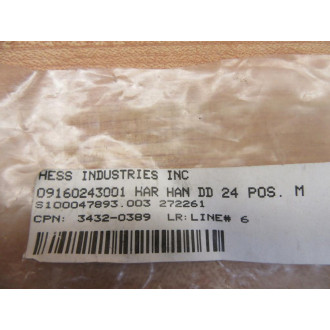 HESS INDUSTRIES INC
09160243001 HAR HAN DD 24 POS. M
S100047893.003 272261
CPN: 3432-0389 LR:LINE# 6